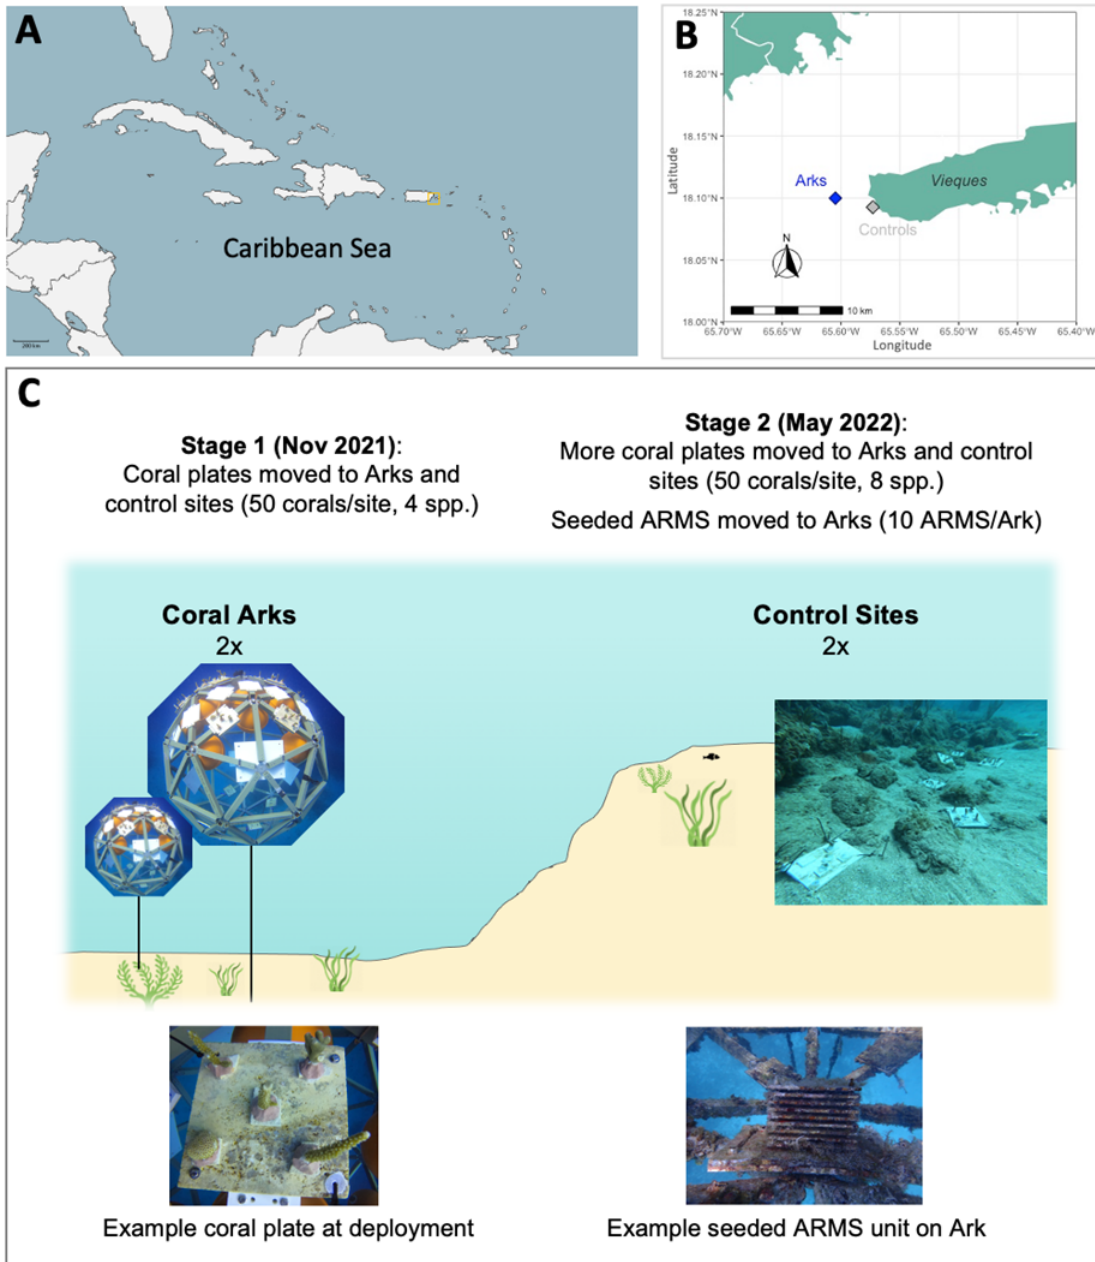 A
Caribbean Sea
200 km
B
18.25°N
18.20°N
18.15°N
18.10°N
18.05°N
18.00°N
Latitude
Arks
Vieques
Controls
N
10 km
65.70°W 65.65°W 65.60°W 65.55°W 65.50°W 65.45°W 65.40°W
Longitude
C
Stage 1 (Nov 2021):
Coral plates moved to Arks and
control sites (50 corals/site, 4 spp.)
Stage 2 (May 2022):
More coral plates moved to Arks and control
sites (50 corals/site, 8 spp.)
Seeded ARMS moved to Arks (10 ARMS/Ark)
Coral Arks
2x
Control Sites
2x
Example coral plate at deployment
Example seeded ARMS unit on Ark